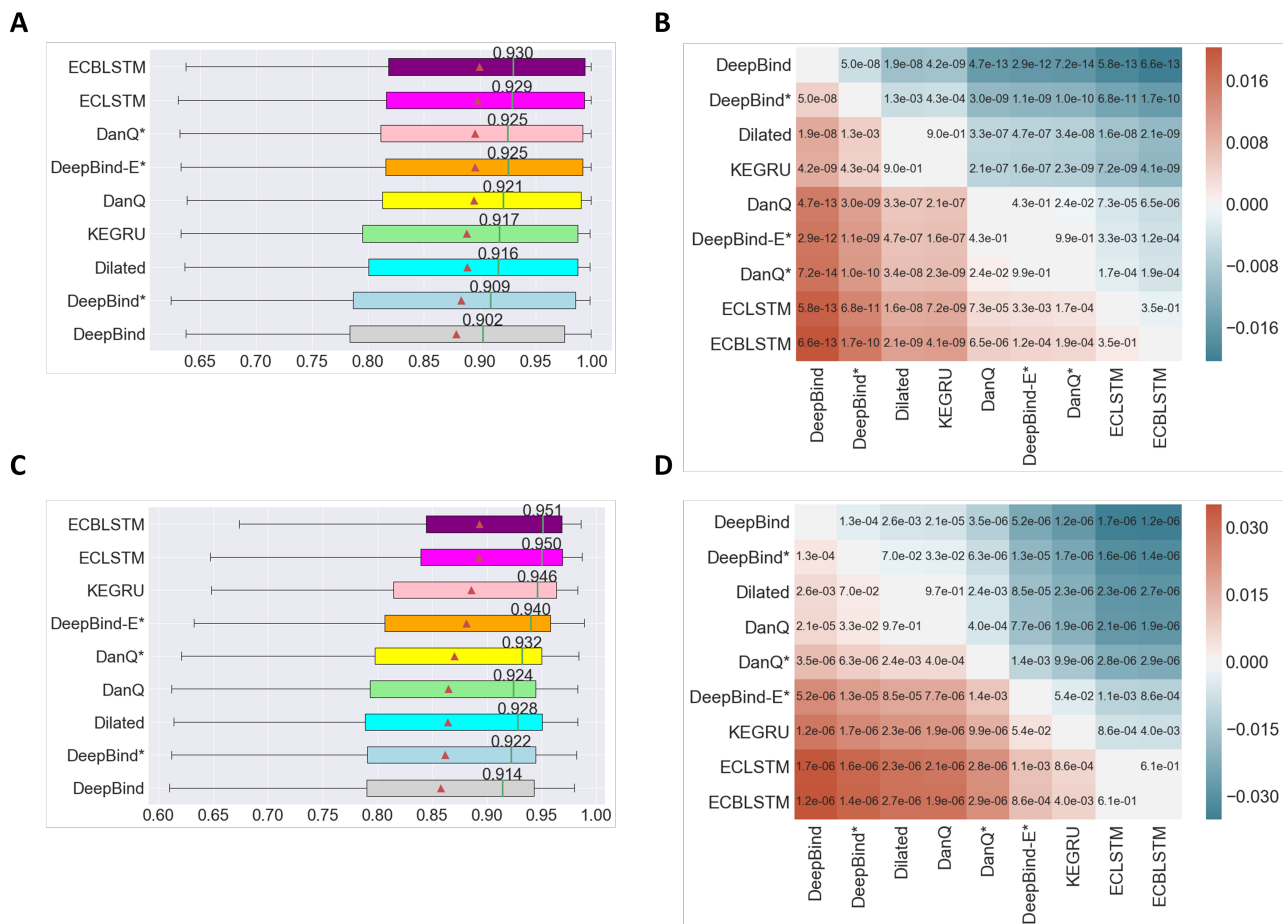 A
ECBLSTM 0.930
ECLSTM 0.929
DanQ* 0.925
DeepBind-E* 0.925
DanQ 0.921
KEGRU 0.917
Dilated 0.916
DeepBind* 0.909
DeepBind 0.902
0.65 0.70 0.75 0.80 0.85 0.90 0.95 1.00
B
DeepBind 5.0e-08 1.9e-08 4.2e-09 4.7e-13 2.9e-12 7.2e-14 5.8e-13 6.6e-13
DeepBind* 5.0e-08 1.3e-03 4.3e-04 3.0e-09 1.1e-09 1.0e-10 6.8e-11 1.7e-10
Dilated 1.9e-08 1.3e-03 9.0e-01 3.3e-07 4.7e-07 3.4e-08 1.6e-08 2.1e-09
KEGRU 4.2e-09 4.3e-04 9.0e-01 2.1e-07 1.6e-07 2.3e-09 7.2e-09 4.1e-09
DanQ 4.7e-13 3.0e-09 3.3e-07 2.1e-07 4.3e-01 2.4e-02 7.3e-05 6.5e-06
DeepBind-E* 2.9e-12 1.1e-09 4.7e-07 1.6e-07 4.3e-01 9.9e-01 3.3e-03 1.2e-04
DanQ* 7.2e-14 1.0e-10 3.4e-08 2.3e-09 2.4e-02 9.9e-01 1.7e-04 1.9e-04
ECLSTM 5.8e-13 6.8e-11 1.6e-08 7.2e-09 7.3e-05 3.3e-03 1.7e-04 3.5e-01
ECBLSTM 6.6e-13 1.7e-10 2.1e-09 4.1e-09 6.5e-06 1.2e-04 1.9e-04 3.5e-01
DeepBind DeepBind* Dilated KEGRU DanQ DeepBind-E* DanQ* ECLSTM ECBLSTM
0.016
0.008
0.000
−0.008
−0.016
C
ECBLSTM 0.951
ECLSTM 0.950
KEGRU 0.946
DeepBind-E* 0.940
DanQ* 0.932
DanQ 0.924
Dilated 0.928
DeepBind* 0.922
DeepBind 0.914
0.60 0.65 0.70 0.75 0.80 0.85 0.90 0.95 1.00
D
DeepBind 1.3e-04 2.6e-03 2.1e-05 3.5e-06 5.2e-06 1.2e-06 1.7e-06 1.2e-06
DeepBind* 1.3e-04 7.0e-02 3.3e-02 6.3e-06 1.3e-05 1.7e-06 1.6e-06 1.4e-06
Dilated 2.6e-03 7.0e-02 9.7e-01 2.4e-03 8.5e-05 2.3e-06 2.3e-06 2.7e-06
DanQ 2.1e-05 3.3e-02 9.7e-01 4.0e-04 7.7e-06 1.9e-06 2.1e-06 1.9e-06
DanQ* 3.5e-06 6.3e-06 2.4e-03 4.0e-04 1.4e-03 9.9e-06 2.8e-06 2.9e-06
DeepBind-E* 5.2e-06 1.3e-05 8.5e-05 7.7e-06 1.4e-03 5.4e-02 1.1e-03 8.6e-04
KEGRU 1.2e-06 1.7e-06 2.3e-06 1.9e-06 9.9e-06 5.4e-02 8.6e-04 4.0e-03
ECLSTM 1.7e-06 1.6e-06 2.3e-06 2.1e-06 2.8e-06 1.1e-03 8.6e-04 6.1e-01
ECBLSTM 1.2e-06 1.4e-06 2.7e-06 1.9e-06 2.9e-06 8.6e-04 4.0e-03 6.1e-01
DeepBind DeepBind* Dilated DanQ DanQ* DeepBind-E* KEGRU ECLSTM ECBLSTM
0.030
0.015
0.000
−0.015
−0.030